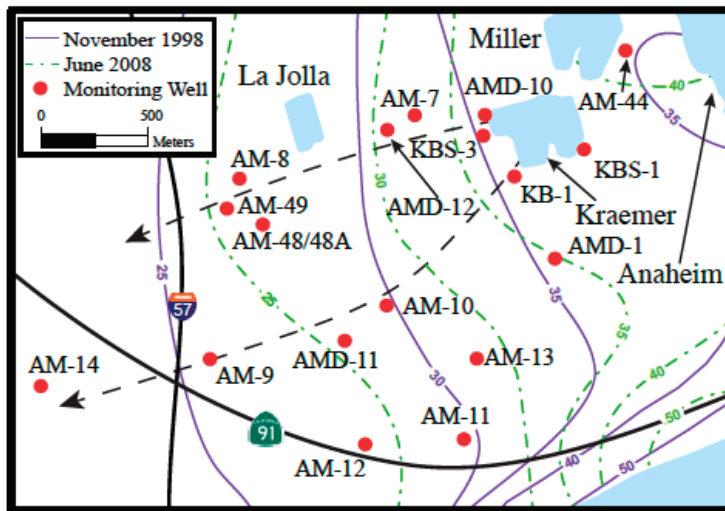 November 1998
June 2008
Monitoring Well
0 500
Meters
Miller
La Jolla
AM-7
AMD-10
AM-44
40
35
AM-8
KBS-3
KBS-1
30
AM-49
AMD-12
KB-1
Kraemer
AM-48/48A
AMD-1
Anaheim
25
57
25
35
AM-10
35
AM-14
AM-9
AMD-11
AM-13
30
40
50
91
AM-11
AM-12
40
50